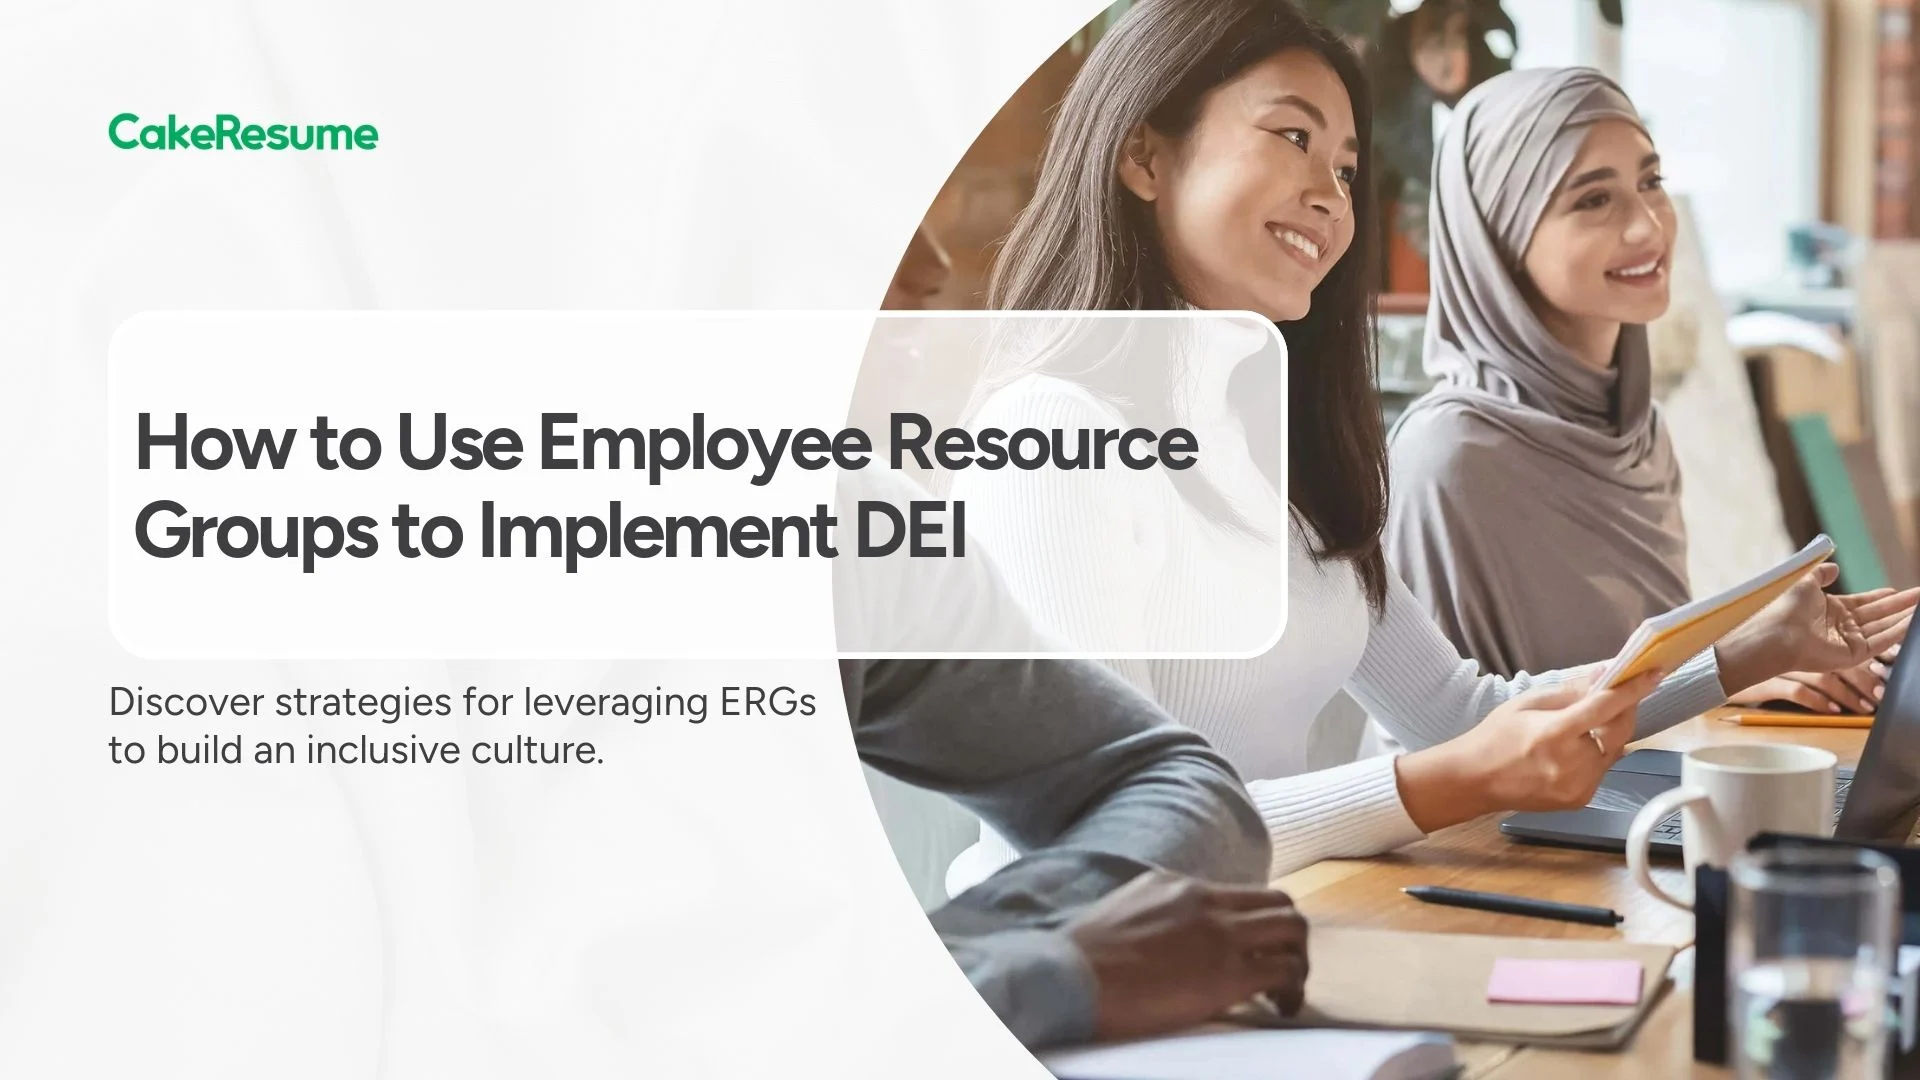 CakeResume
How to Use Employee Resource
Groups to Implement DEI
Discover strategies for leveraging ERGs
to build an inclusive culture.